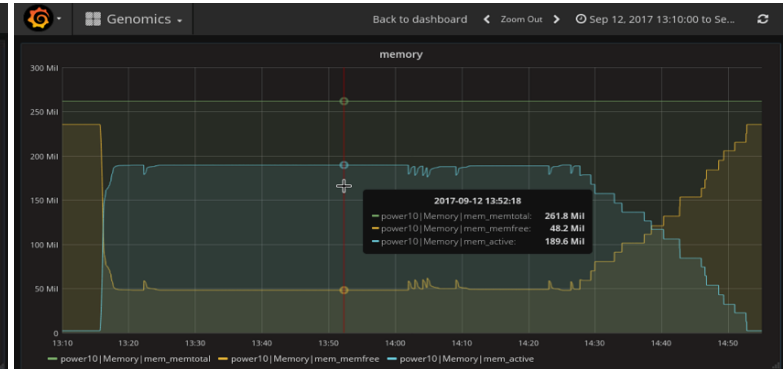 Genomics
Back to dashboard
Zoom Out
Sep 12, 2017 13:10:00 to Se...
memory
300 Mil
250 Mil
200 Mil
150 Mil
100 Mil
50 Mil
0
2017-09-12 13:52:18
power10|Memory|mem_memtotal: 261.8 Mil
power10|Memory|mem_memfree: 48.2 Mil
power10|Memory|mem_active: 189.6 Mil
13:10 13:20 13:30 13:40 13:50 14:00 14:10 14:20 14:30 14:40 14:50
power10|Memory|mem_memtotal power10|Memory|mem_memfree power10|Memory|mem_active